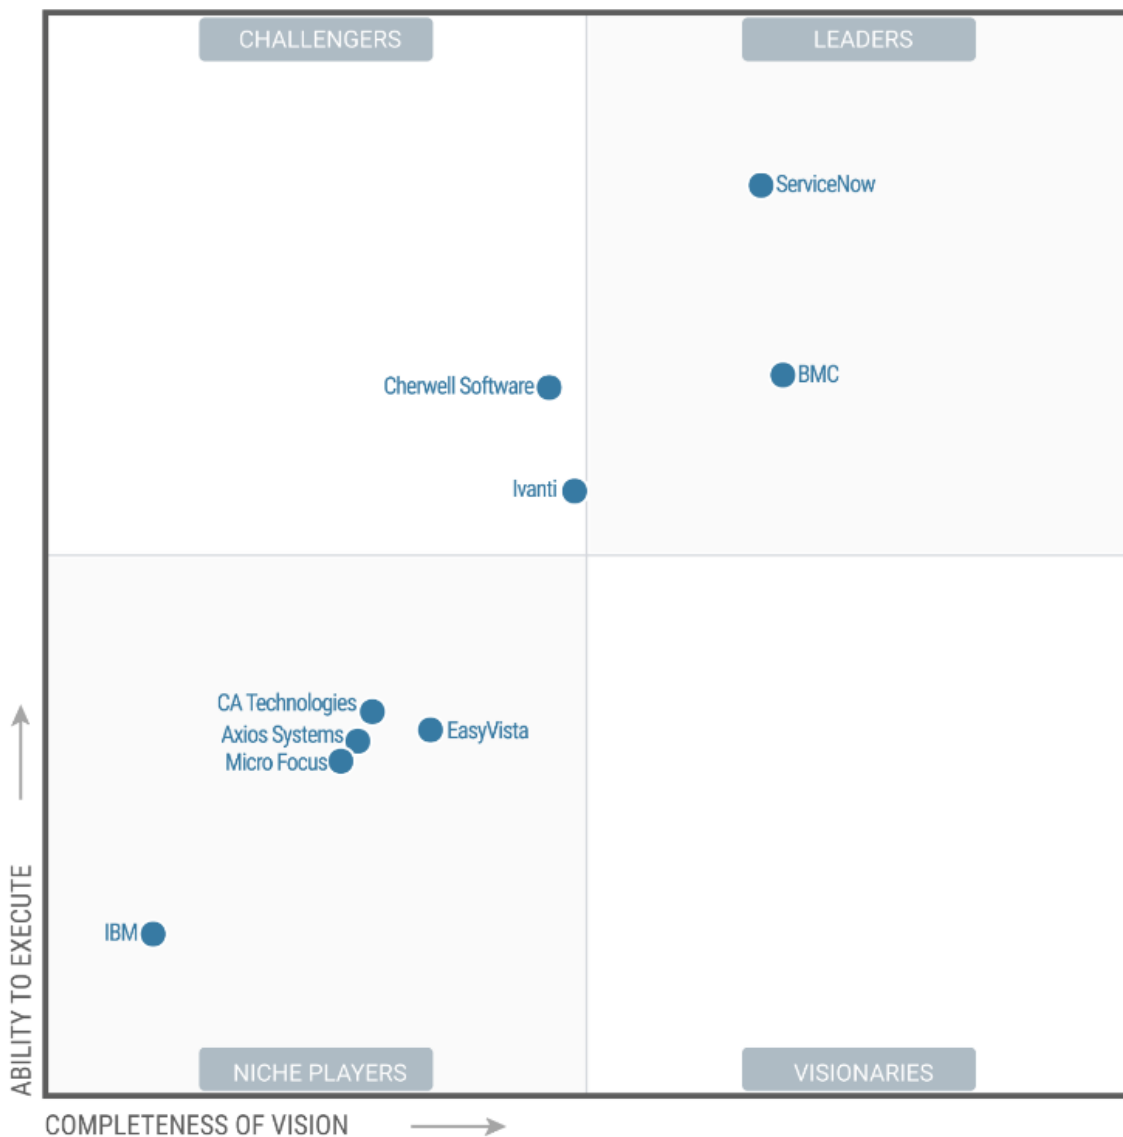 CHALLENGERS
LEADERS
ServiceNow
Cherwell Software
BMC
Ivanti
CA Technologies
Axios Systems
EasyVista
Micro Focus
IBM
NICHE PLAYERS
VISIONARIES
ABILITY TO EXECUTE
COMPLETENESS OF VISION